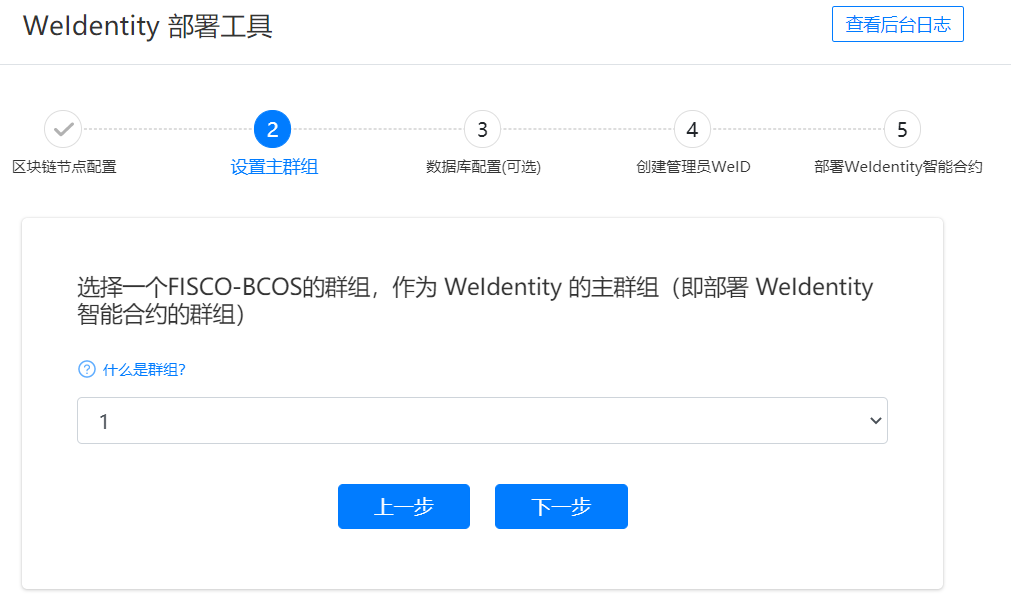 WeIdentity 部署工具
查看后台日志
2
3
4
5
区块链节点配置
设置主群组
数据库配置(可选)
创建管理员WeID
部署WeIdentity智能合约
选择一个FISCO-BCOS的群组，作为 WeIdentity 的主群组（即部署 WeIdentity
智能合约的群组）
? 什么是群组?
1
上一步
下一步